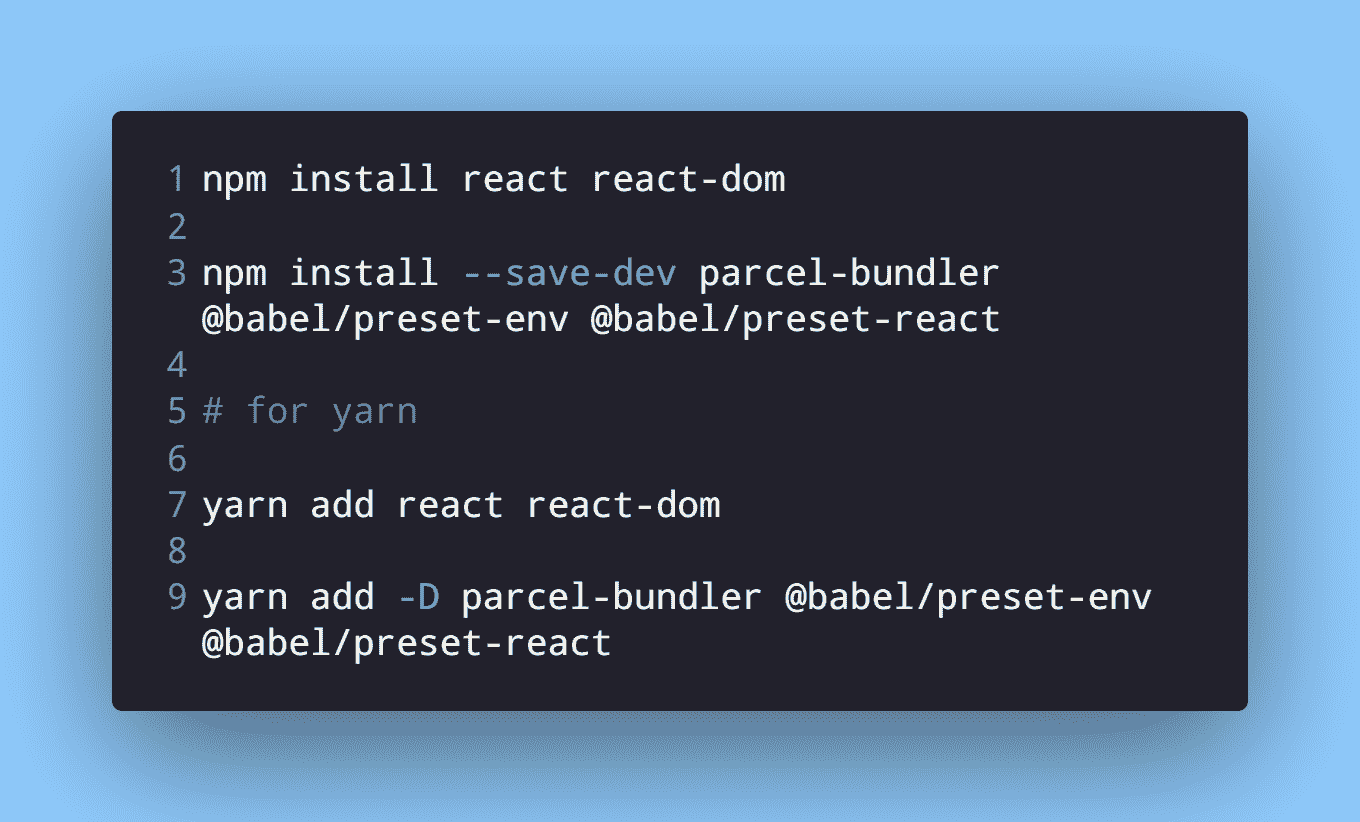 1 npm install react react-dom
2
3 npm install --save-dev parcel-bundler
@babel/preset-env @babel/preset-react
4
5 # for yarn
6
7 yarn add react react-dom
8
9 yarn add -D parcel-bundler @babel/preset-env
@babel/preset-react